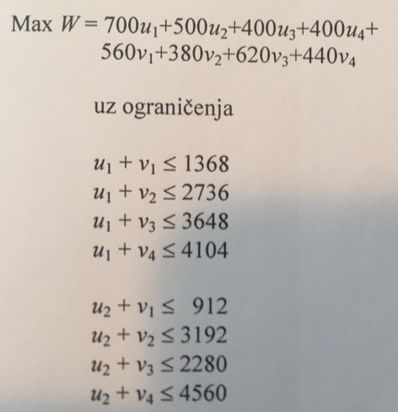 Max W = 700u₁+500u₂+400u₃+400u₄+
560v₁+380v₂+620v₃+440v₄
uz ograničenja
u₁ + v₁ ≤ 1368
u₁ + v₂ ≤ 2736
u₁ + v₃ ≤ 3648
u₁ + v₄ ≤ 4104
u₂ + v₁ ≤ 912
u₂ + v₂ ≤ 3192
u₂ + v₃ ≤ 2280
u₂ + v₄ ≤ 4560